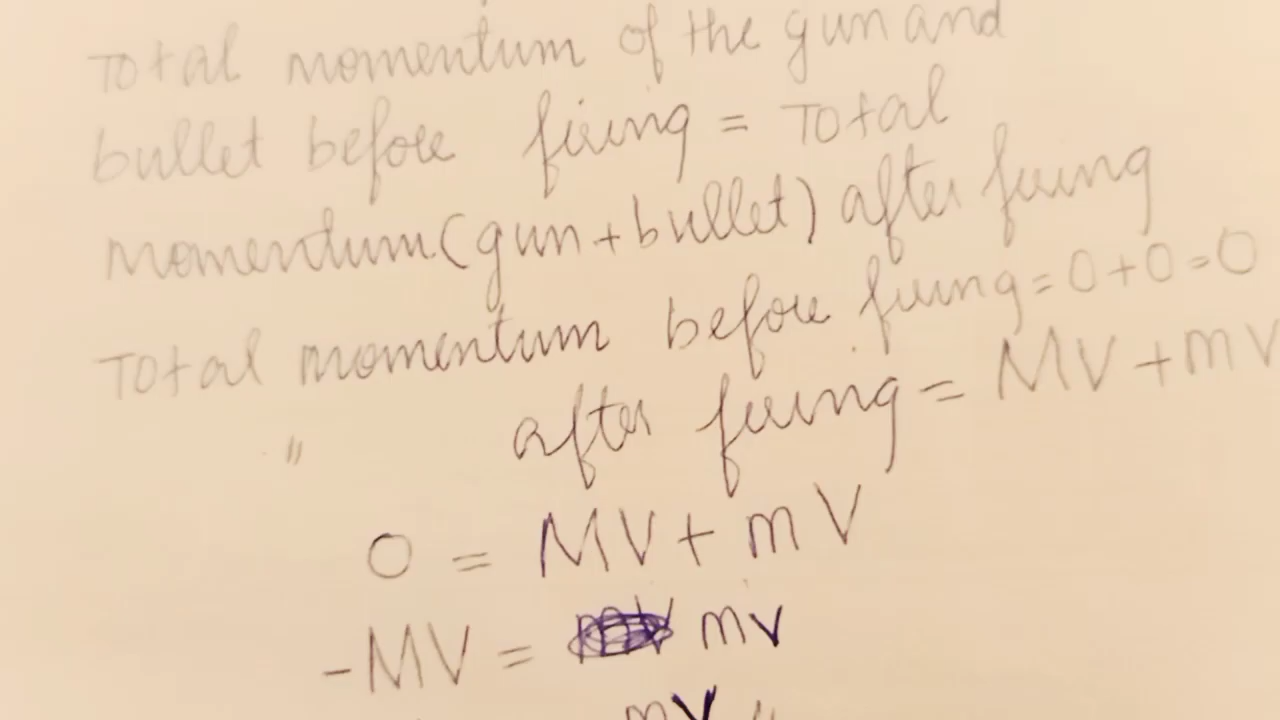 Total momentum of the gun and
bullet before firing = Total
momentum (gun + bullet) after firing
Total momentum before firing = 0 + 0 = 0
" after firing = MV + mV
0 = MV + mV
-MV = mv
mv